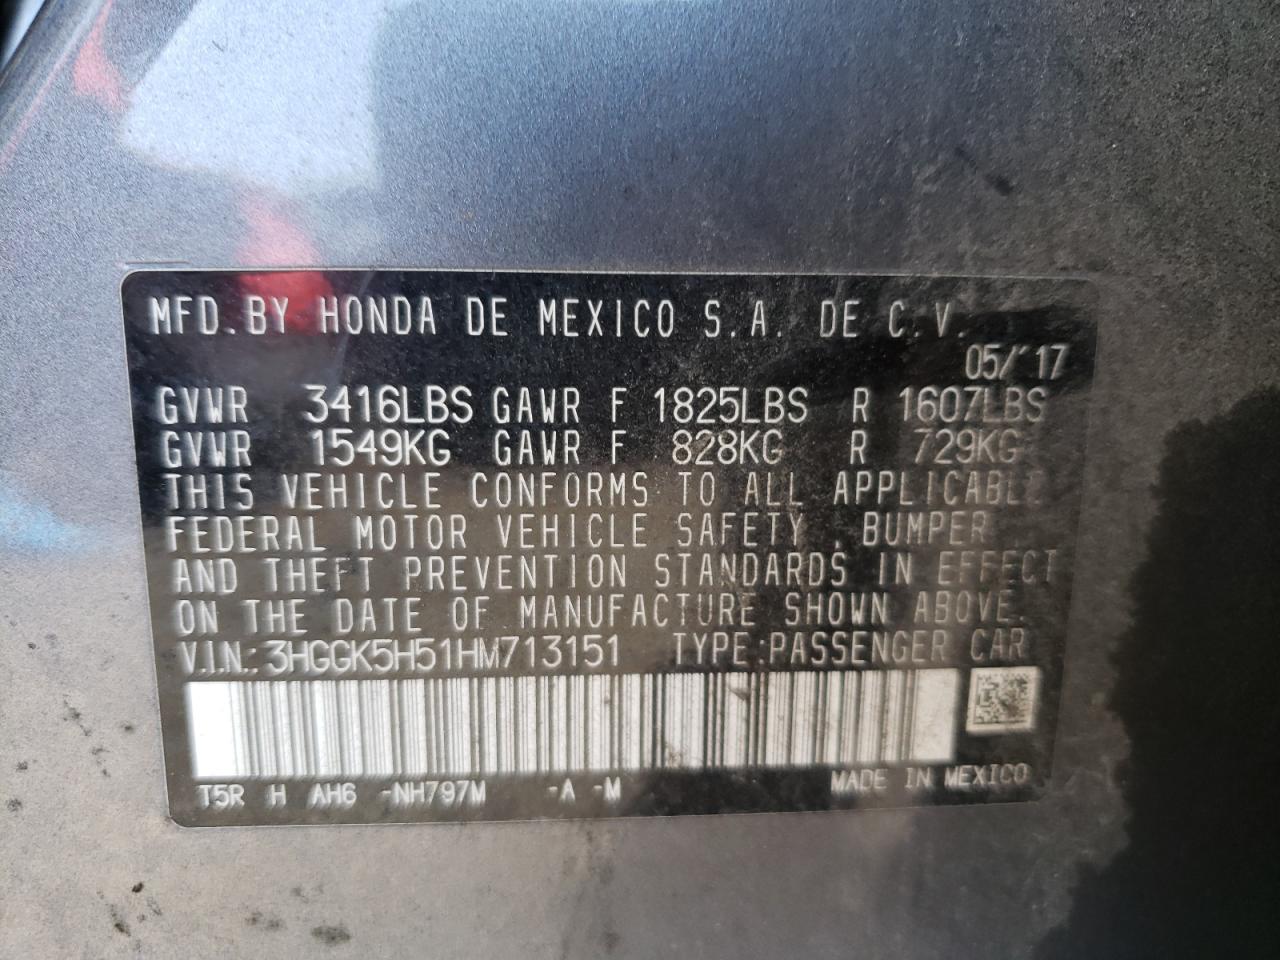 MFD.BY HONDA DE MEXICO S.A. DE C.V.
05/'17
GVWR 3416LBS GAWR F 1825LBS R 1607LBS
GVWR 1549KG GAWR F 828KG R 729KG
THIS VEHICLE CONFORMS TO ALL APPLICABLE
FEDERAL MOTOR VEHICLE SAFETY, BUMPER
AND THEFT PREVENTION STANDARDS IN EFFECT
ON THE DATE OF MANUFACTURE SHOWN ABOVE.
V.I.N.:3HGGK5H51HM713151 TYPE:PASSENGER CAR
T5R H AH6 -NH797M -A -M MADE IN MEXICO